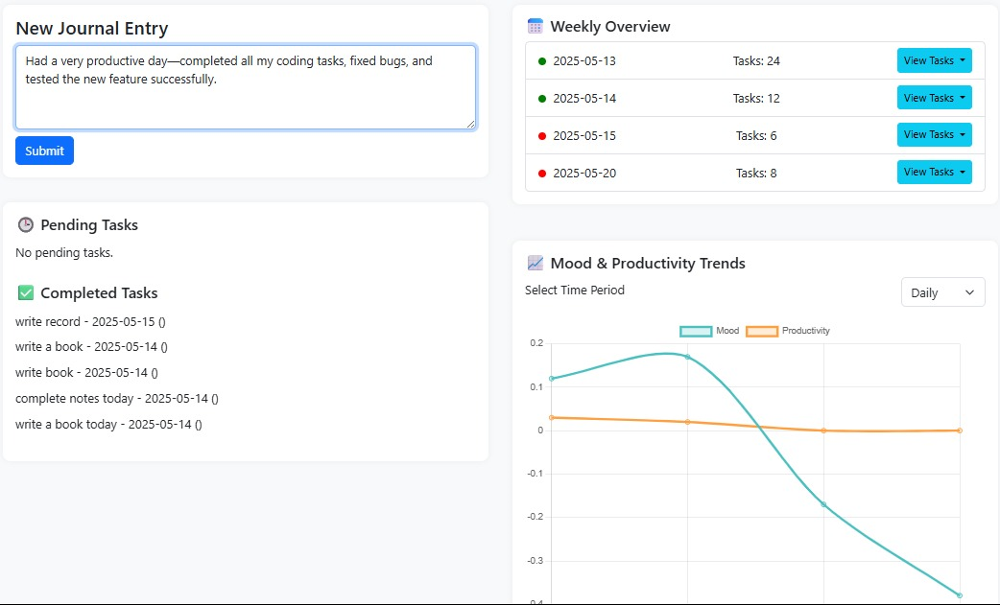 New Journal Entry
Had a very productive day—completed all my coding tasks, fixed bugs, and
tested the new feature successfully.
Submit
Pending Tasks
No pending tasks.
Completed Tasks
write record - 2025-05-15 ()
write a book - 2025-05-14 ()
write book - 2025-05-14 ()
complete notes today - 2025-05-14 ()
write a book today - 2025-05-14 ()
Weekly Overview
2025-05-13 Tasks: 24 View Tasks
2025-05-14 Tasks: 12 View Tasks
2025-05-15 Tasks: 6 View Tasks
2025-05-20 Tasks: 8 View Tasks
Mood & Productivity Trends
Select Time Period Daily
Mood Productivity
0.2
0.1
0
-0.1
-0.2
-0.3
-0.4